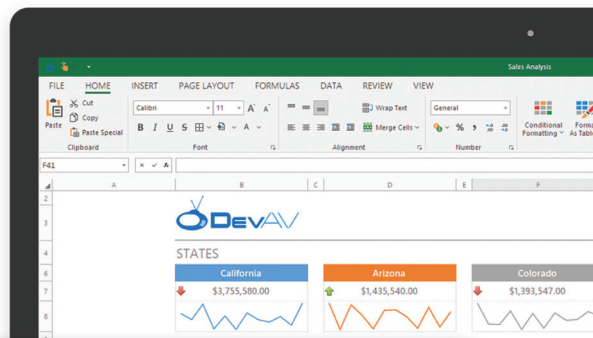 Sales Analysis
FILE HOME INSERT PAGE LAYOUT FORMULAS DATA REVIEW VIEW
Paste
Cut
Copy
Paste Special
Clipboard
Calibri 11 A A
B I U S A
Font
Wrap Text
Merge Cells
Alignment
General
%
Number
Conditional
Formatting
Forma
As Table
F41
A B C D E F
2
3
DEVAV
4
STATES
6
California Arizona Colorado
7
$3,755,580.00 $1,435,540.00 $1,393,547.00
8